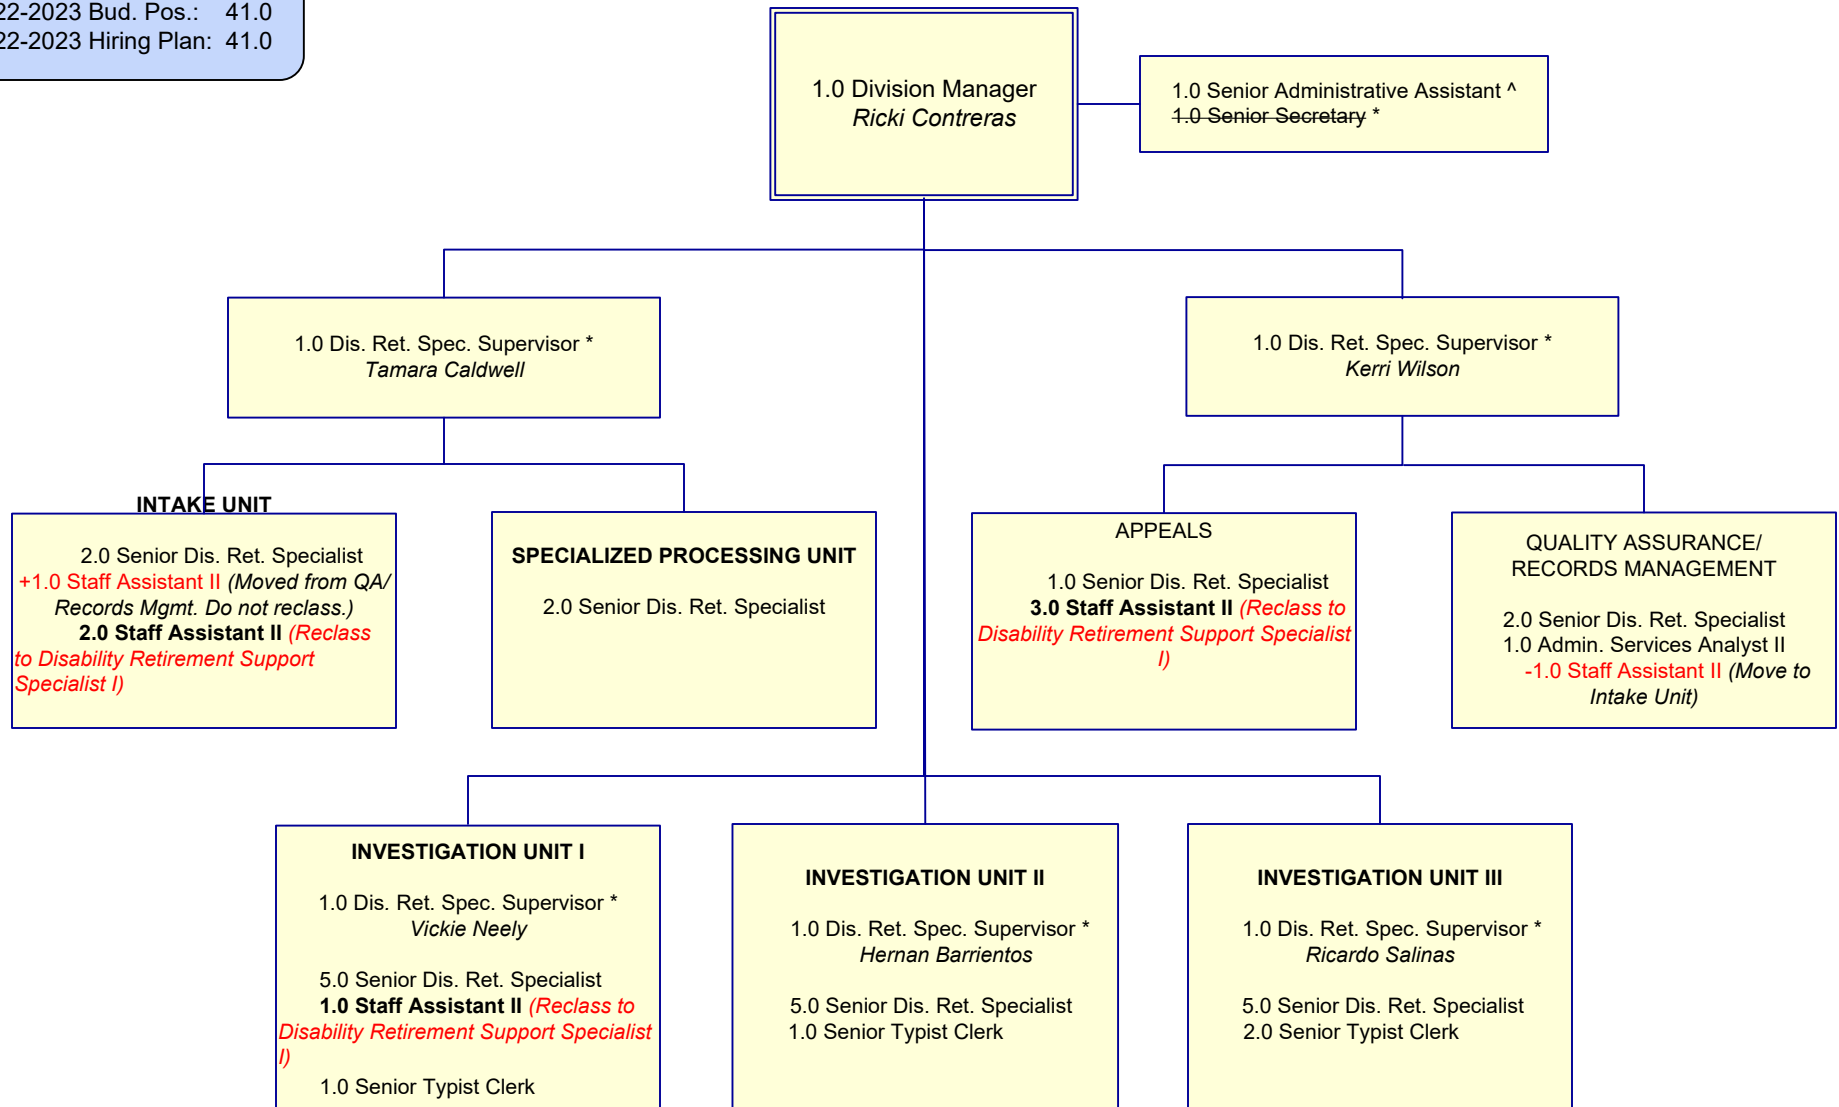 22-2023 Bud. Pos.: 41.0
22-2023 Hiring Plan: 41.0
1.0 Division Manager
Ricki Contreras
1.0 Senior Administrative Assistant ^
1.0 Senior Secretary *
1.0 Dis. Ret. Spec. Supervisor *
Tamara Caldwell
1.0 Dis. Ret. Spec. Supervisor *
Kerri Wilson
INTAKE UNIT
2.0 Senior Dis. Ret. Specialist
+1.0 Staff Assistant II (Moved from QA/
Records Mgmt. Do not reclass.)
2.0 Staff Assistant II (Reclass
to Disability Retirement Support
Specialist I)
SPECIALIZED PROCESSING UNIT
2.0 Senior Dis. Ret. Specialist
APPEALS
1.0 Senior Dis. Ret. Specialist
3.0 Staff Assistant II (Reclass to
Disability Retirement Support Specialist
I)
QUALITY ASSURANCE/
RECORDS MANAGEMENT
2.0 Senior Dis. Ret. Specialist
1.0 Admin. Services Analyst II
-1.0 Staff Assistant II (Move to
Intake Unit)
INVESTIGATION UNIT I
1.0 Dis. Ret. Spec. Supervisor *
Vickie Neely
5.0 Senior Dis. Ret. Specialist
1.0 Staff Assistant II (Reclass to
Disability Retirement Support Specialist
I)
1.0 Senior Typist Clerk
INVESTIGATION UNIT II
1.0 Dis. Ret. Spec. Supervisor *
Hernan Barrientos
5.0 Senior Dis. Ret. Specialist
1.0 Senior Typist Clerk
INVESTIGATION UNIT III
1.0 Dis. Ret. Spec. Supervisor *
Ricardo Salinas
5.0 Senior Dis. Ret. Specialist
2.0 Senior Typist Clerk